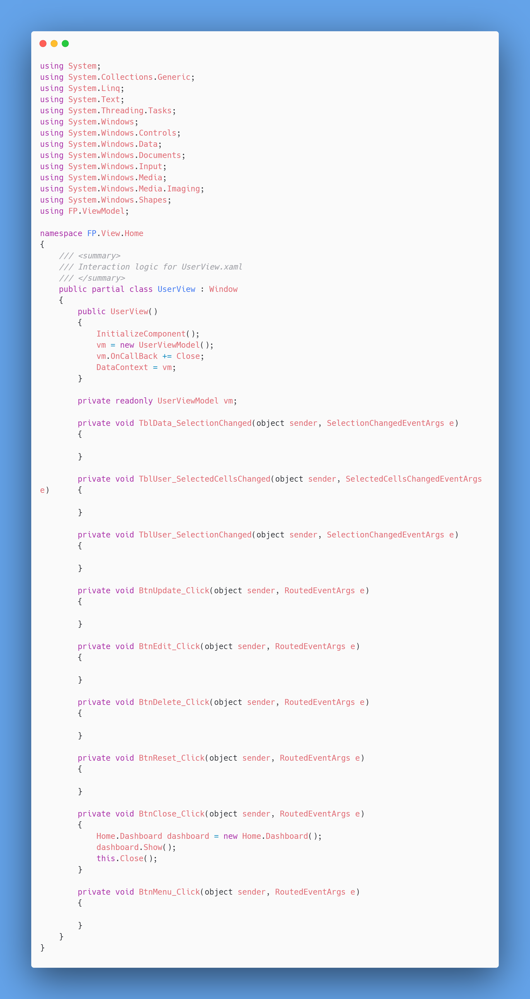 using System;
using System.Collections.Generic;
using System.Linq;
using System.Text;
using System.Threading.Tasks;
using System.Windows;
using System.Windows.Controls;
using System.Windows.Data;
using System.Windows.Documents;
using System.Windows.Input;
using System.Windows.Media;
using System.Windows.Media.Imaging;
using System.Windows.Shapes;
using FP.ViewModel;

namespace FP.View.Home
{
    /// <summary>
    /// Interaction logic for UserView.xaml
    /// </summary>
    public partial class UserView : Window
    {
        public UserView()
        {
            InitializeComponent();
            vm = new UserViewModel();
            vm.OnCallBack += Close;
            DataContext = vm;
        }

        private readonly UserViewModel vm;

        private void TblData_SelectionChanged(object sender, SelectionChangedEventArgs e)
        {

        }

        private void TblUser_SelectedCellsChanged(object sender, SelectedCellsChangedEventArgs
e)      {

        }

        private void TblUser_SelectionChanged(object sender, SelectionChangedEventArgs e)
        {

        }

        private void BtnUpdate_Click(object sender, RoutedEventArgs e)
        {

        }

        private void BtnEdit_Click(object sender, RoutedEventArgs e)
        {

        }

        private void BtnDelete_Click(object sender, RoutedEventArgs e)
        {

        }

        private void BtnReset_Click(object sender, RoutedEventArgs e)
        {

        }

        private void BtnClose_Click(object sender, RoutedEventArgs e)
        {
            Home.Dashboard dashboard = new Home.Dashboard();
            dashboard.Show();
            this.Close();
        }

        private void BtnMenu_Click(object sender, RoutedEventArgs e)
        {

        }
    }
}